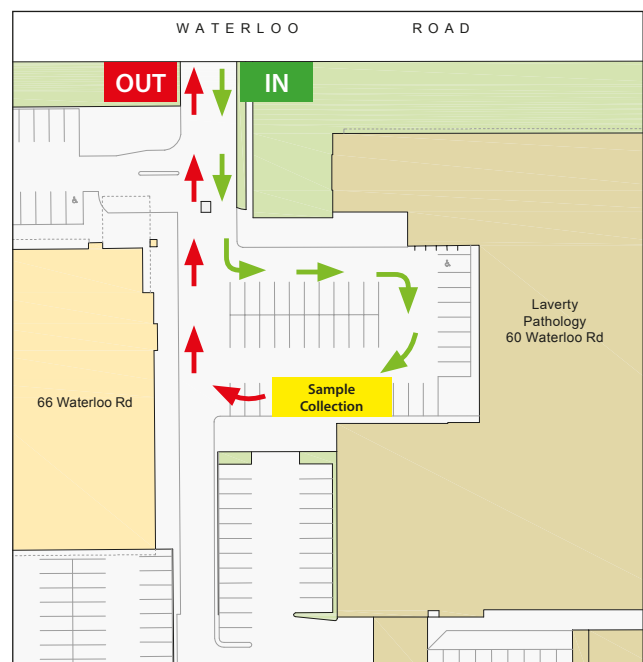 WATERLOO ROAD
OUT
IN
Laverty
Pathology
60 Waterloo Rd
Sample
Collection
66 Waterloo Rd